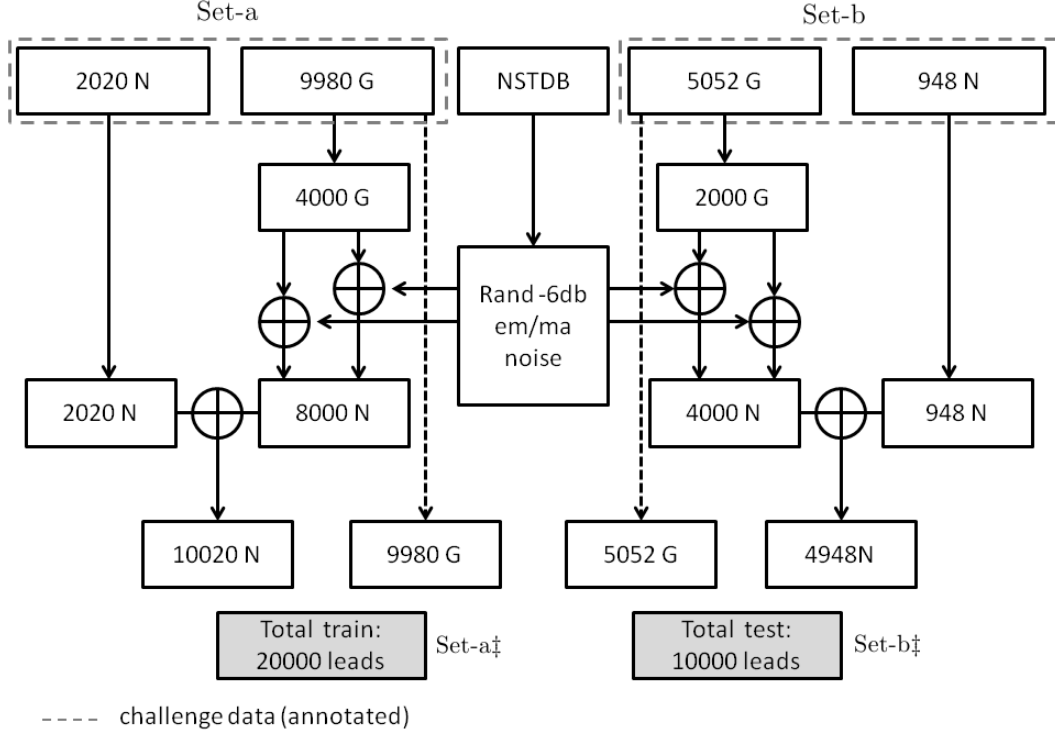 Set-a
Set-b
2020 N
9980 G
NSTDB
5052 G
948 N
4000 G
2000 G
Rand -6db
em/ma
noise
2020 N
8000 N
4000 N
948 N
10020 N
9980 G
5052 G
4948N
Total train:
20000 leads
Set-a‡
Total test:
10000 leads
Set-b‡
challenge data (annotated)